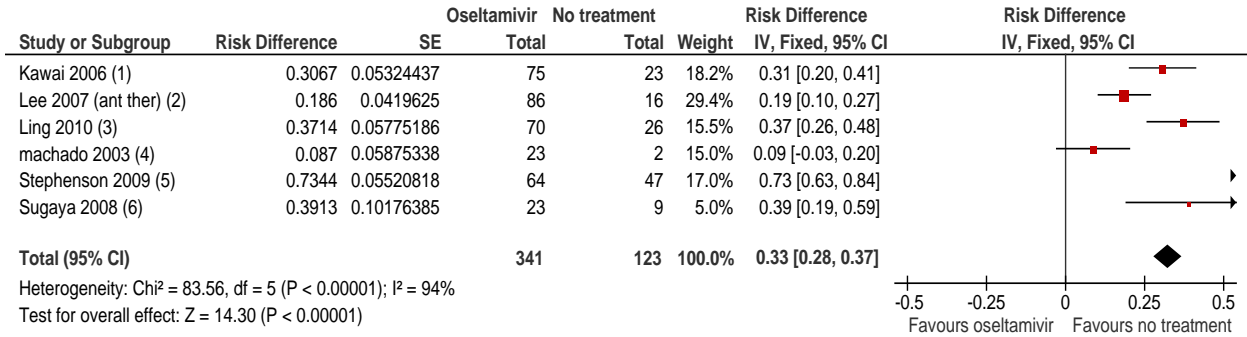 Oseltamivir No treatment Risk Difference Risk Difference
Study or Subgroup Risk Difference SE Total Total Weight IV, Fixed, 95% CI IV, Fixed, 95% CI
Kawai 2006 (1) 0.3067 0.05324437 75 23 18.2% 0.31 [0.20, 0.41]
Lee 2007 (ant ther) (2) 0.186 0.0419625 86 16 29.4% 0.19 [0.10, 0.27]
Ling 2010 (3) 0.3714 0.05775186 70 26 15.5% 0.37 [0.26, 0.48]
machado 2003 (4) 0.087 0.05875338 23 2 15.0% 0.09 [-0.03, 0.20]
Stephenson 2009 (5) 0.7344 0.05520818 64 47 17.0% 0.73 [0.63, 0.84]
Sugaya 2008 (6) 0.3913 0.10176385 23 9 5.0% 0.39 [0.19, 0.59]
Total (95% CI) 341 123 100.0% 0.33 [0.28, 0.37]
Heterogeneity: Chi² = 83.56, df = 5 (P < 0.00001); I² = 94%
Test for overall effect: Z = 14.30 (P < 0.00001)
-0.5 -0.25 0 0.25 0.5
Favours oseltamivir Favours no treatment